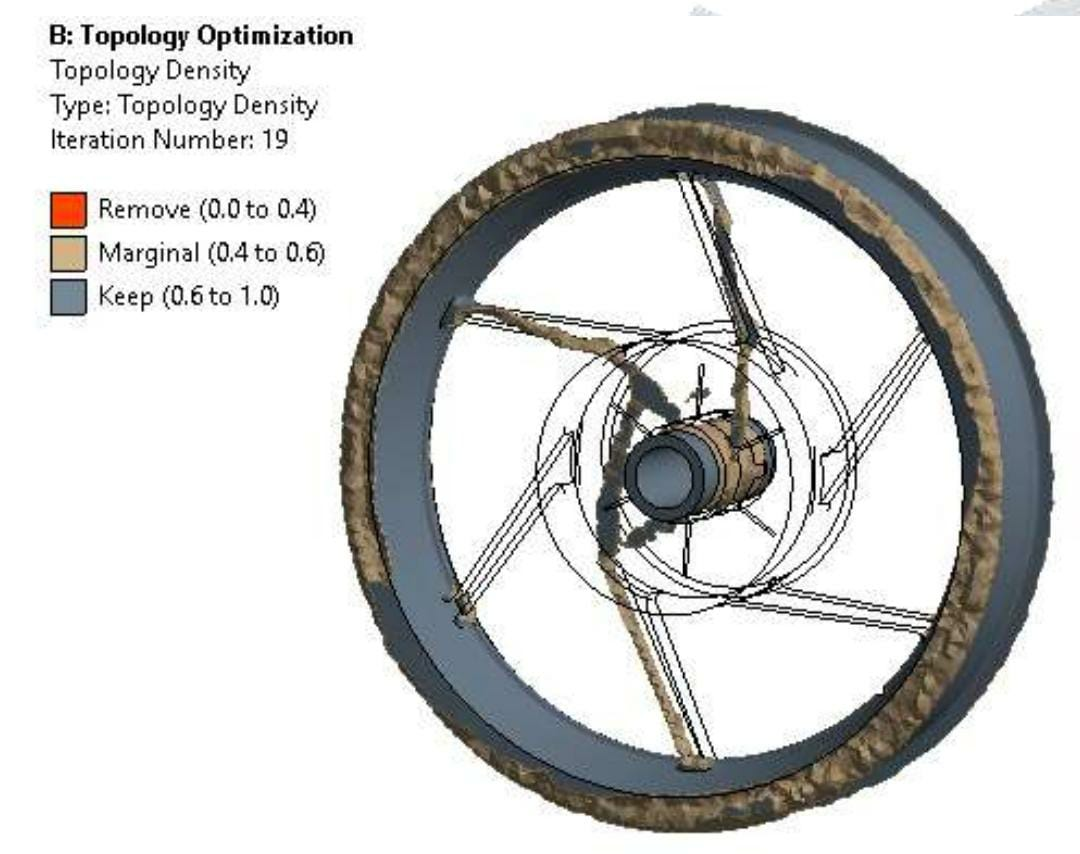 B: Topology Optimization
Topology Density
Type: Topology Density
Iteration Number: 19
Remove (0.0 to 0.4)
Marginal (0.4 to 0.6)
Keep (0.6 to 1.0)